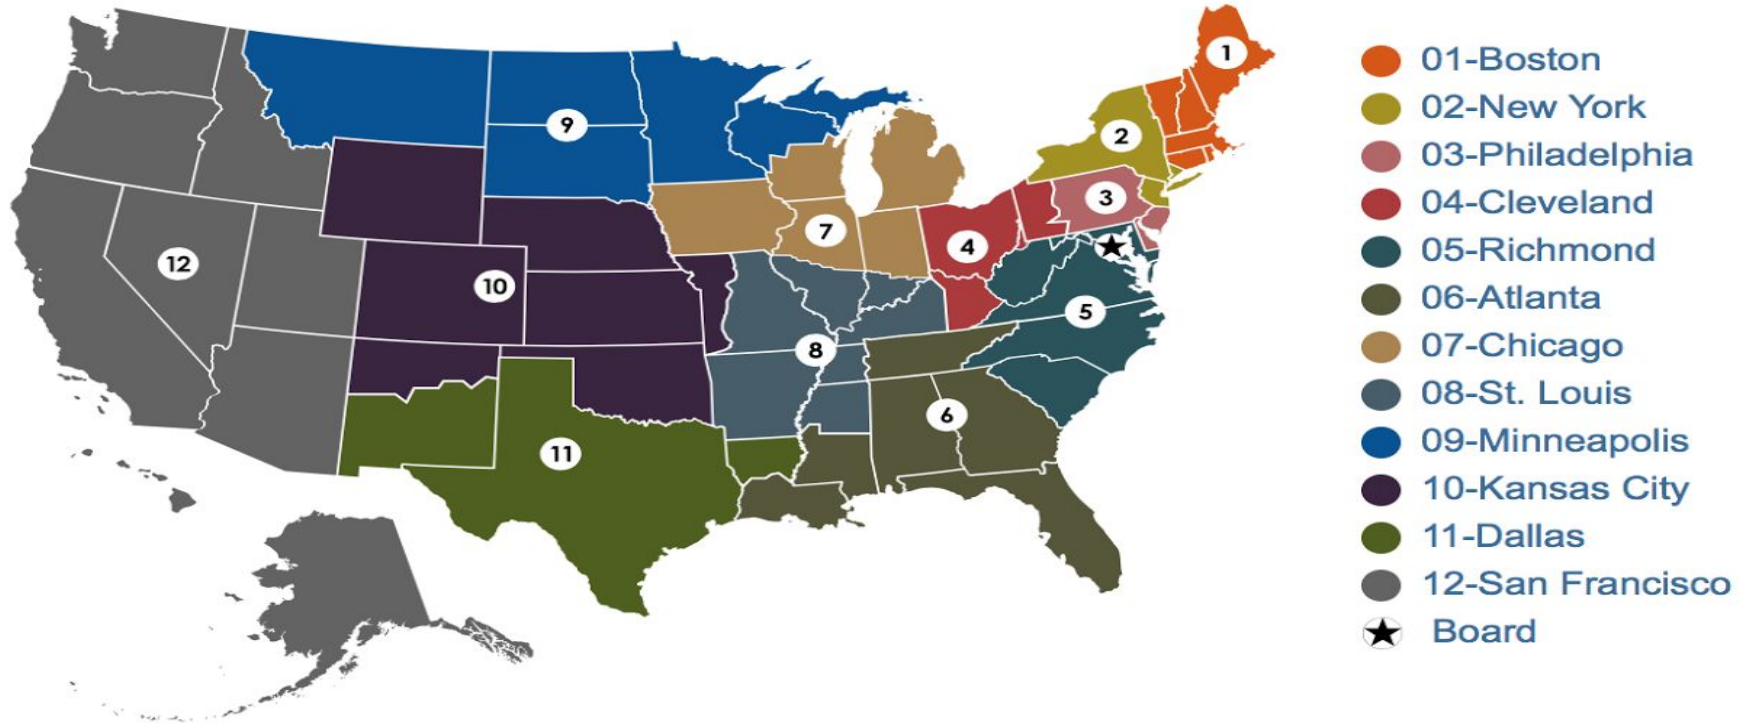 1
9
2
3
7
4
12
10
5
8
6
11
01-Boston
02-New York
03-Philadelphia
04-Cleveland
05-Richmond
06-Atlanta
07-Chicago
08-St. Louis
09-Minneapolis
10-Kansas City
11-Dallas
12-San Francisco
Board